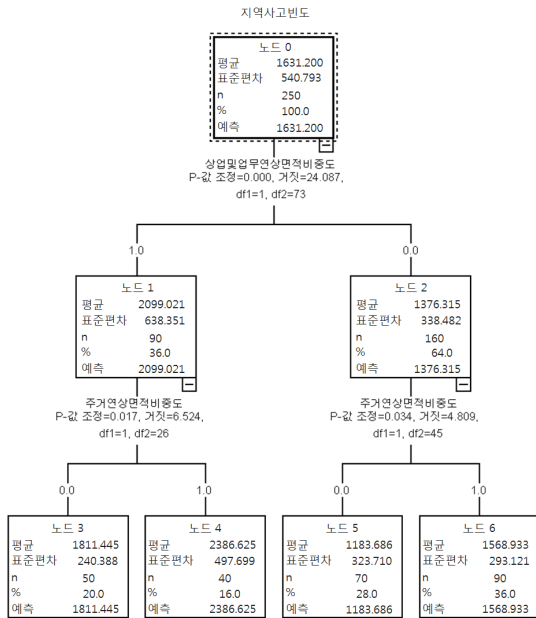 지역사고빈도
노드 0
평균 1631.200
표준편차 540.793
n 250
% 100.0
예측 1631.200
상업및업무연상면적비중도
P-값 조정=0.000, 거짓=24.087,
df1=1, df2=73
1.0
0.0
노드 1
평균 2099.021
표준편차 638.351
n 90
% 36.0
예측 2099.021
노드 2
평균 1376.315
표준편차 338.482
n 160
% 64.0
예측 1376.315
주거연상면적비중도
P-값 조정=0.017, 거짓=6.524,
df1=1, df2=26
주거연상면적비중도
P-값 조정=0.034, 거짓=4.809,
df1=1, df2=45
0.0
1.0
0.0
1.0
노드 3
평균 1811.445
표준편차 240.388
n 50
% 20.0
예측 1811.445
노드 4
평균 2386.625
표준편차 497.699
n 40
% 16.0
예측 2386.625
노드 5
평균 1183.686
표준편차 323.710
n 70
% 28.0
예측 1183.686
노드 6
평균 1568.933
표준편차 293.121
n 90
% 36.0
예측 1568.933